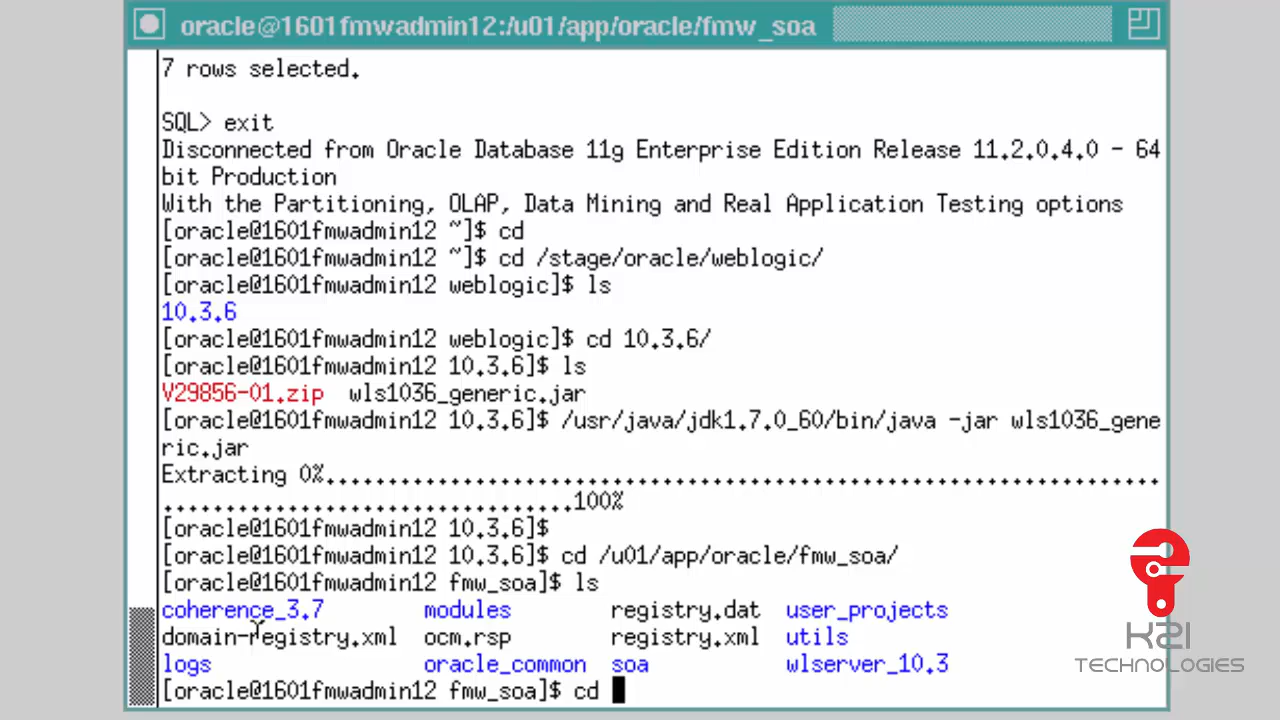 oracle@1601fmwadmin12:/u01/app/oracle/fmw_soa
7 rows selected.
SQL> exit
Disconnected from Oracle Database 11g Enterprise Edition Release 11.2.0.4.0 - 64
bit Production
With the Partitioning, OLAP, Data Mining and Real Application Testing options
[oracle@1601fmwadmin12 ~]$ cd
[oracle@1601fmwadmin12 ~]$ cd /stage/oracle/weblogic/
[oracle@1601fmwadmin12 weblogic]$ ls
10.3.6
[oracle@1601fmwadmin12 weblogic]$ cd 10.3.6/
[oracle@1601fmwadmin12 10.3.6]$ ls
V29856-01.zip  wls1036_generic.jar
[oracle@1601fmwadmin12 10.3.6]$ /usr/java/jdk1.7.0_60/bin/java -jar wls1036_gene
ric.jar
Extracting 0%...................................................................
.................................100%
[oracle@1601fmwadmin12 10.3.6]$
[oracle@1601fmwadmin12 10.3.6]$ cd /u01/app/oracle/fmw_soa/
[oracle@1601fmwadmin12 fmw_soa]$ ls
coherence_3.7        modules        registry.dat  user_projects
domain-registry.xml  ocm.rsp        registry.xml  utils
logs                 oracle_common  soa           wlserver_10.3
[oracle@1601fmwadmin12 fmw_soa]$ cd
K21
TECHNOLOGIES